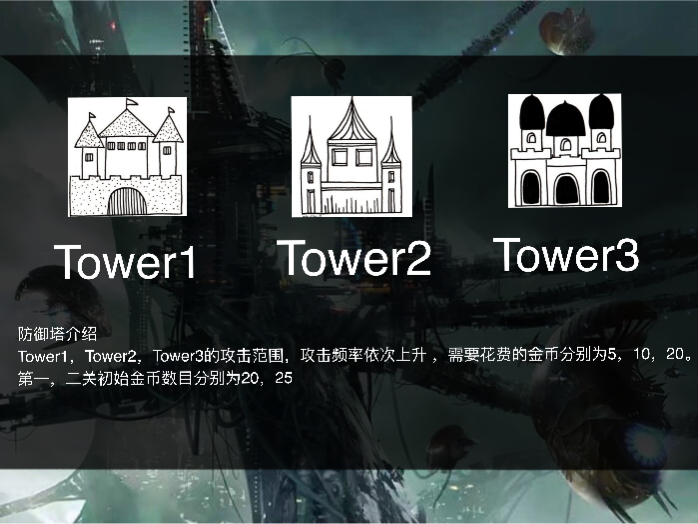 Tower1
Tower2
Tower3
防御塔介绍
Tower1，Tower2，Tower3的攻击范围，攻击频率依次上升 ，需要花费的金币分别为5，10，20。
第一，二关初始金币数目分别为20，25